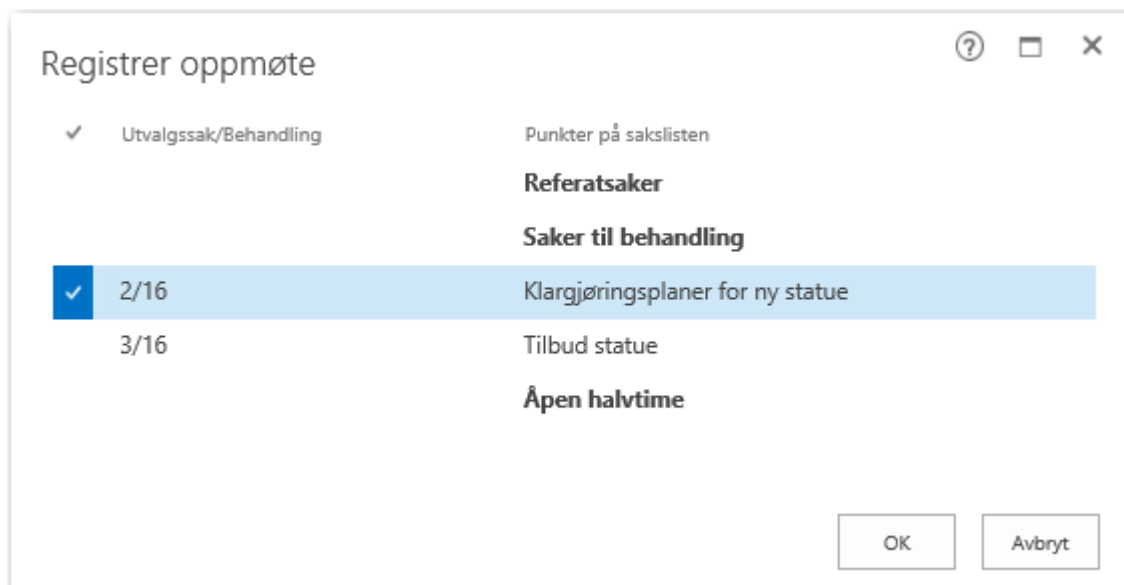 Registrer oppmøte
Utvalgssak/Behandling Punkter på sakslisten
Referatsaker
Saker til behandling
2/16 Klargjøringsplaner for ny statue
3/16 Tilbud statue
Åpen halvtime
OK Avbryt